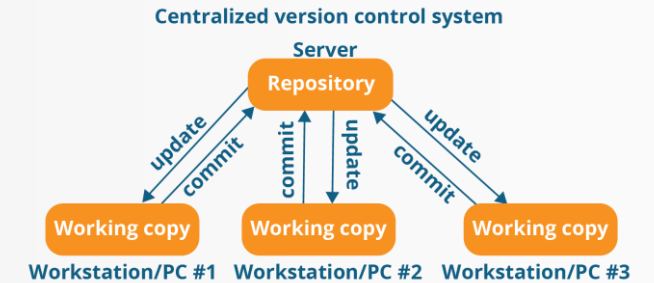 Centralized version control system
Server
Repository
update
commit
commit
update
update
commit
Working copy
Working copy
Working copy
Workstation/PC #1
Workstation/PC #2
Workstation/PC #3